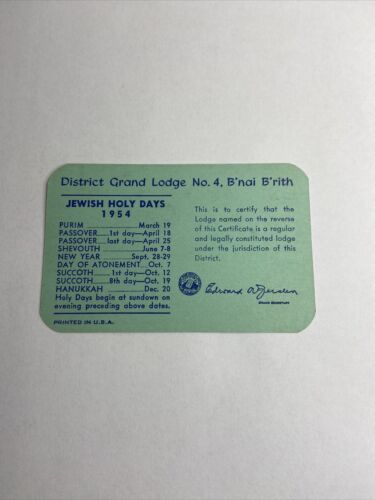 District Grand Lodge No. 4, B'nai B'rith
JEWISH HOLY DAYS
1954
PURIM March 19
PASSOVER 1st day—April 18
PASSOVER last day—April 25
SHEVOUTH June 7-8
NEW YEAR Sept. 28-29
DAY OF ATONEMENT Oct. 7
SUCCOTH 1st day—Oct. 12
SUCCOTH 8th day—Oct. 19
HANUKKAH Dec. 20
Holy Days begin at sundown on
evening preceding above dates.
PRINTED IN U.S.A.
This is to certify that the
Lodge named on the reverse
of this Certificate is a regular
and legally constituted lodge
under the jurisdiction of this
District.
Edward
GRAND SECRETARY